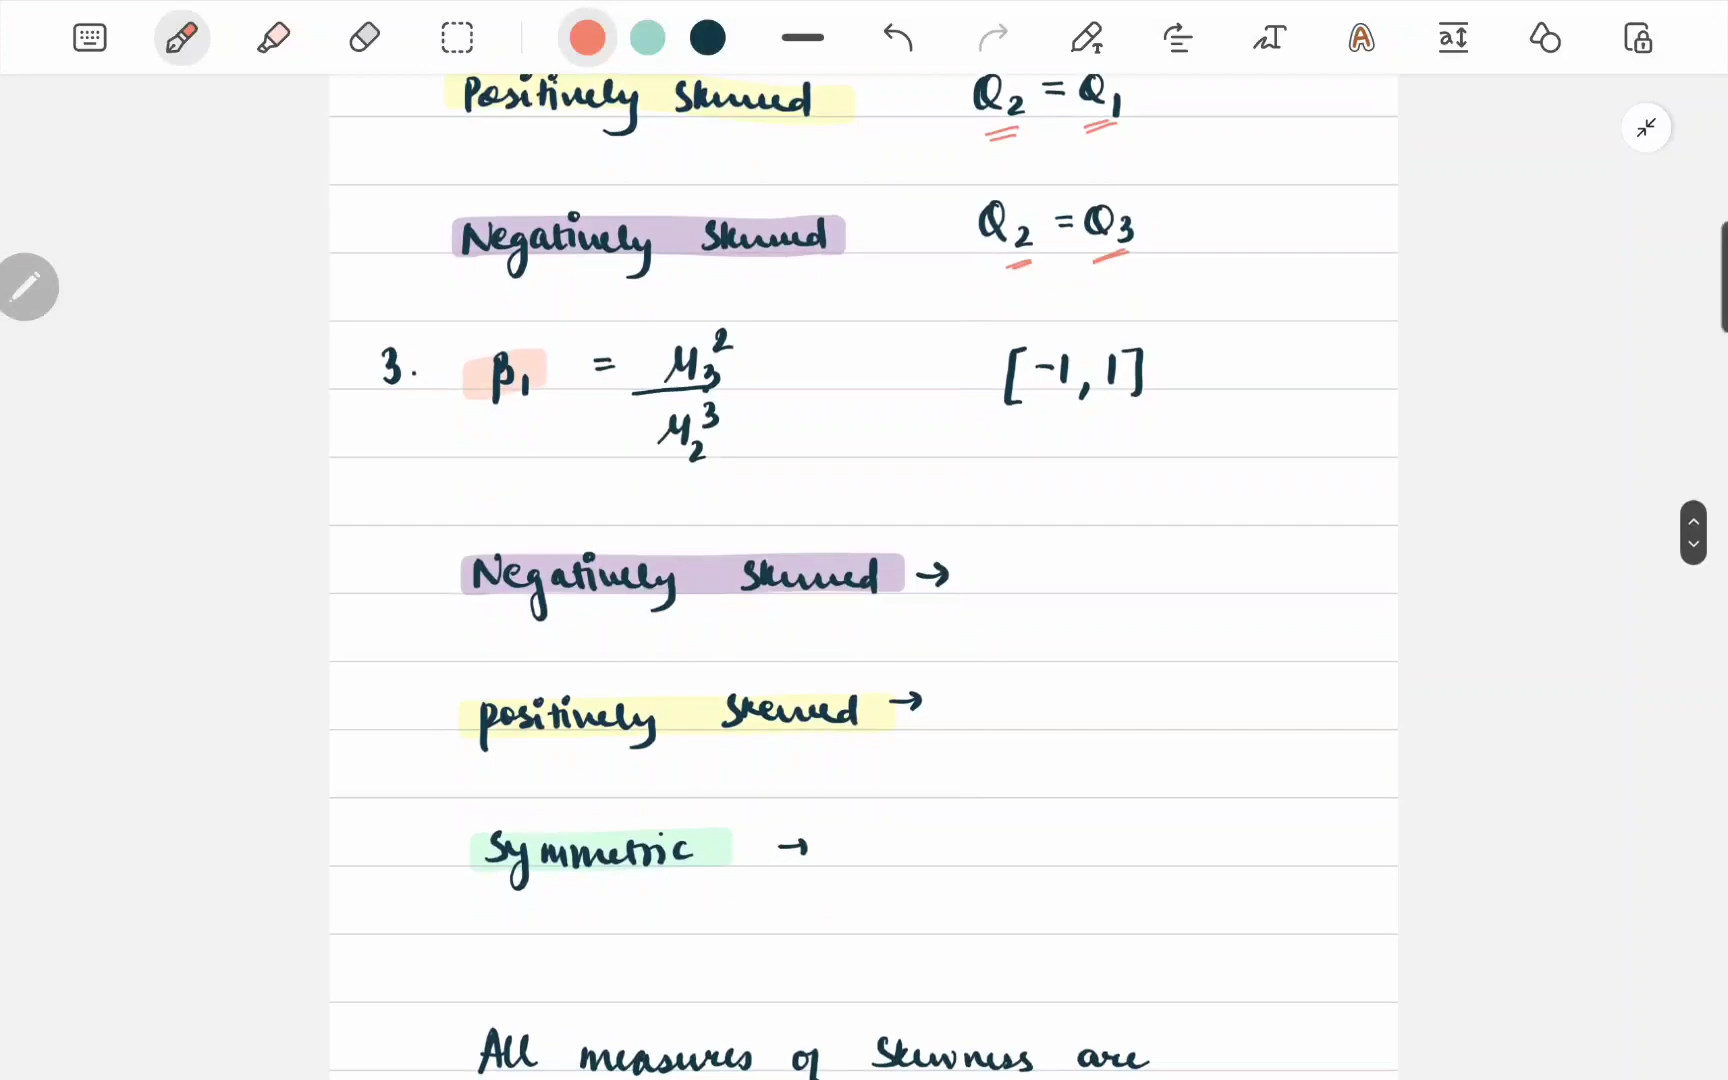 Positively Skewed Q₂ = Q₁
Negatively Skewed Q₂ = Q₃
3. β₁ = μ₃² / μ₂³ [-1, 1]
Negatively Skewed →
positively Skewed →
Symmetric →
All measures of Skewness are